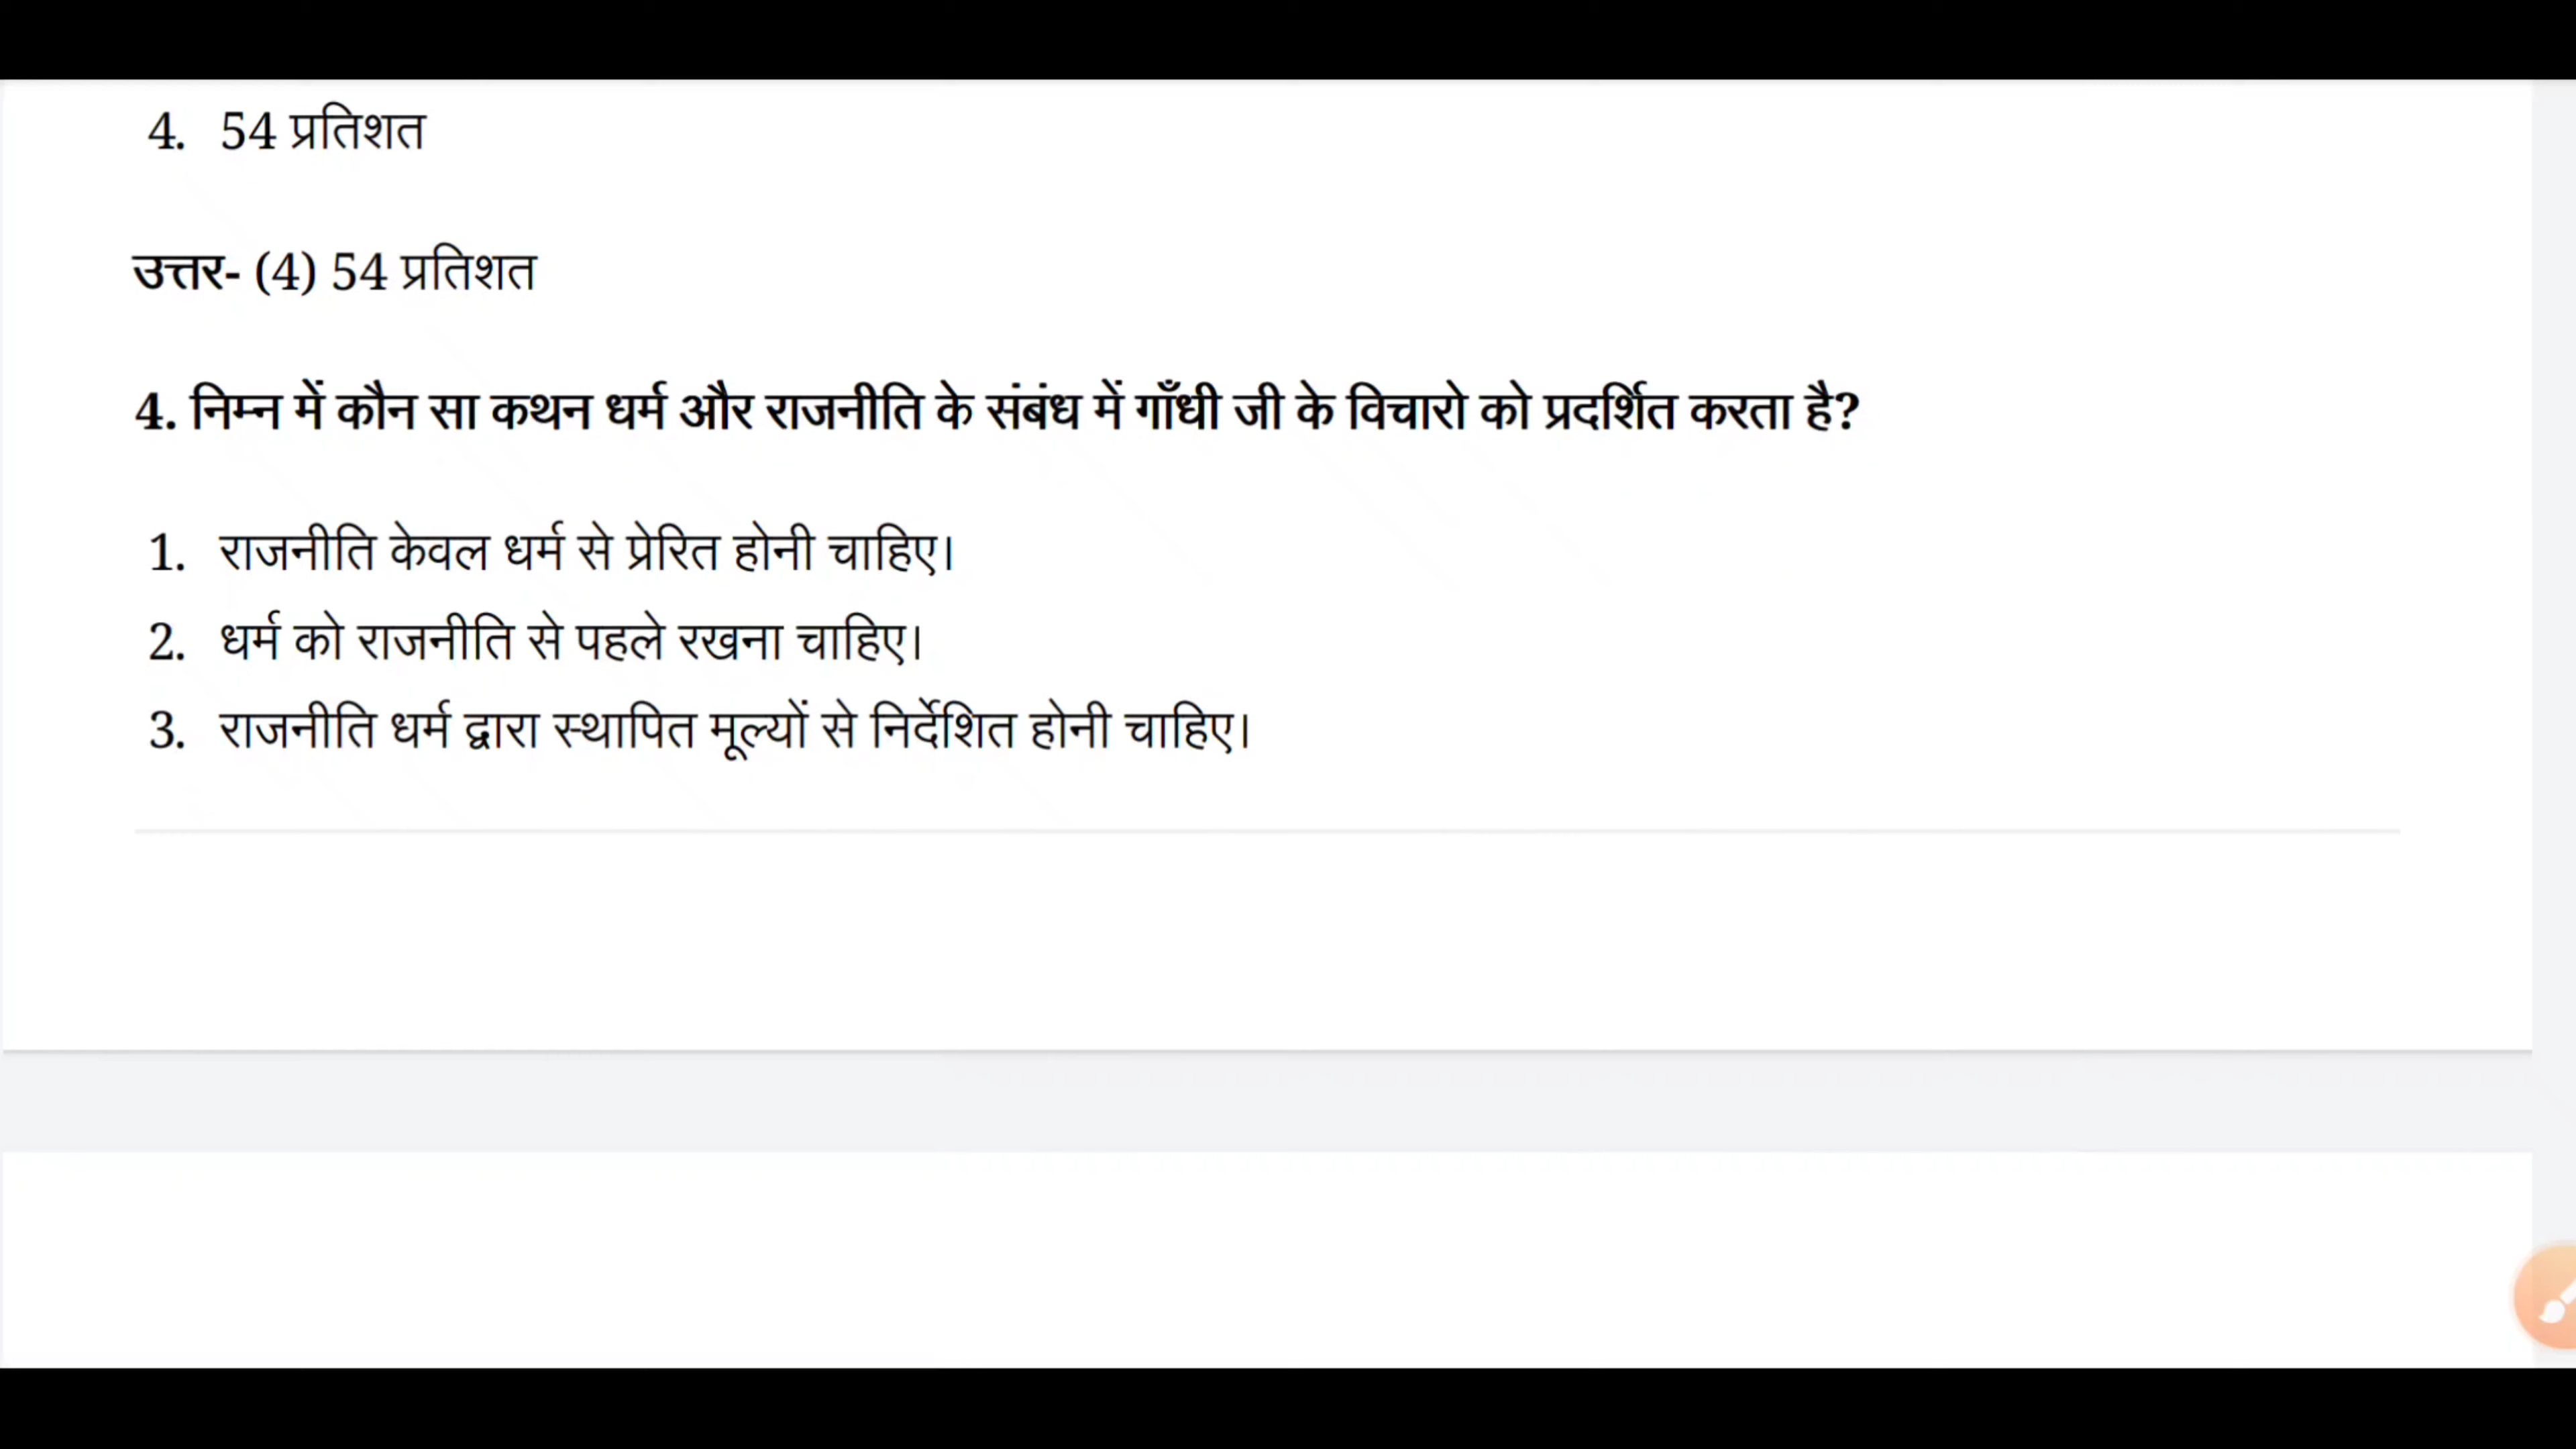 4. 54 प्रतिशत
उत्तर- (4) 54 प्रतिशत
4. निम्न में कौन सा कथन धर्म और राजनीति के संबंध में गाँधी जी के विचारो को प्रदर्शित करता है?
1. राजनीति केवल धर्म से प्रेरित होनी चाहिए।
2. धर्म को राजनीति से पहले रखना चाहिए।
3. राजनीति धर्म द्वारा स्थापित मूल्यों से निर्देशित होनी चाहिए।